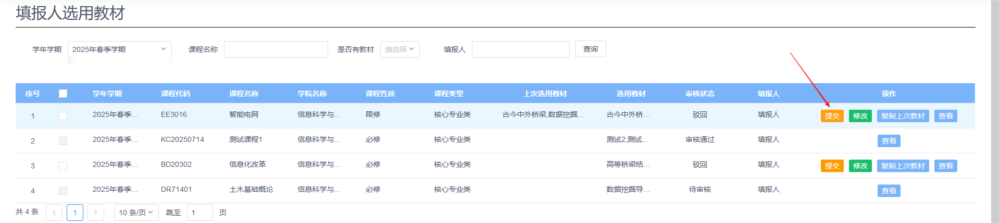 填报人选用教材
学年学期 2025年春季学期 课程名称 是否有教材 请选择 填报人 查询
序号 学年学期 课程代码 课程名称 学院名称 课程性质 课程类型 上次选用教材 选用教材 审核状态 填报人 操作
1 2025年春季... EE3016 智能电网 信息科学与... 限修 核心专业类 古今中外桥梁,数据挖掘... 古今中外桥... 驳回 填报人 提交 修改 复制上次教材 查看
2 2025年春季... KC20250714 测试课程1 信息科学与... 必修 核心专业类 测试2,测试... 审核通过 填报人 查看
3 2025年春季... BD20302 信息化改革 信息科学与... 必修 核心专业类 高等桥梁结... 驳回 填报人 提交 修改 复制上次教材 查看
4 2025年春季... DR71401 土木基础概论 信息科学与... 必修 核心专业类 数据挖掘导... 待审核 填报人 查看
共 4 条 1 10 条/页 跳至 1 页